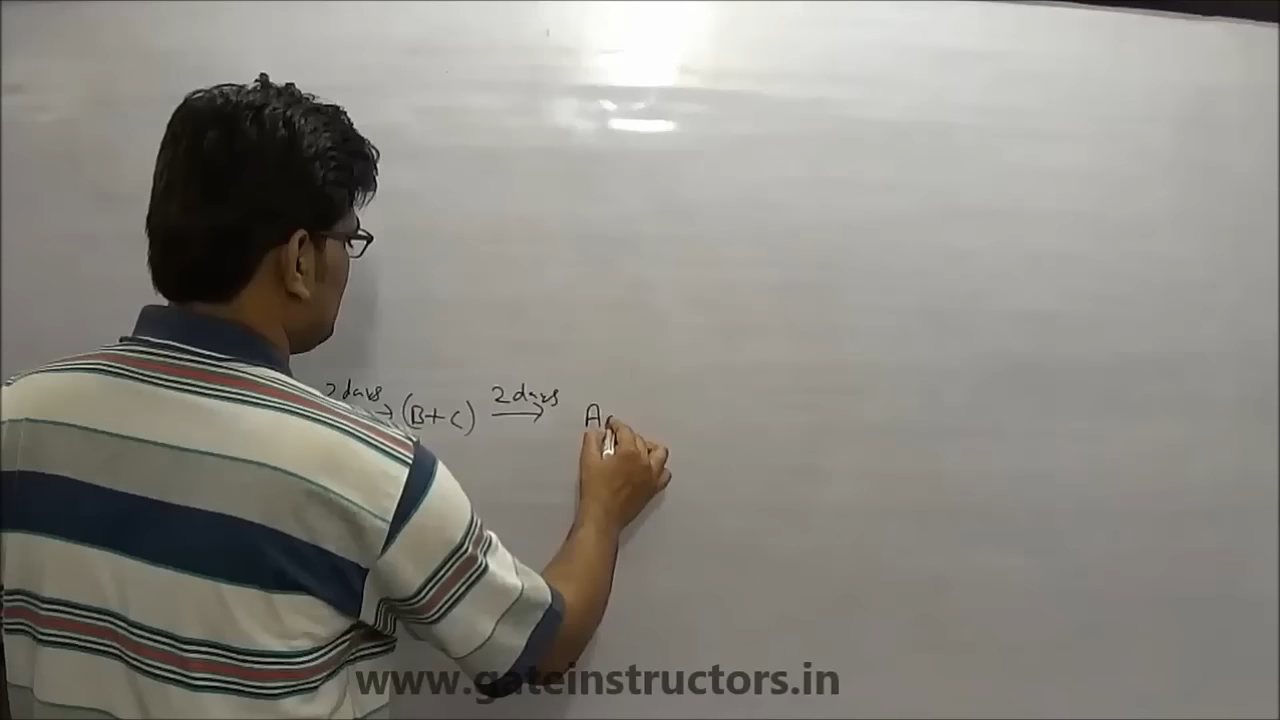 2 days 2 days
→ (B+C) → A
www.gateinstructors.in